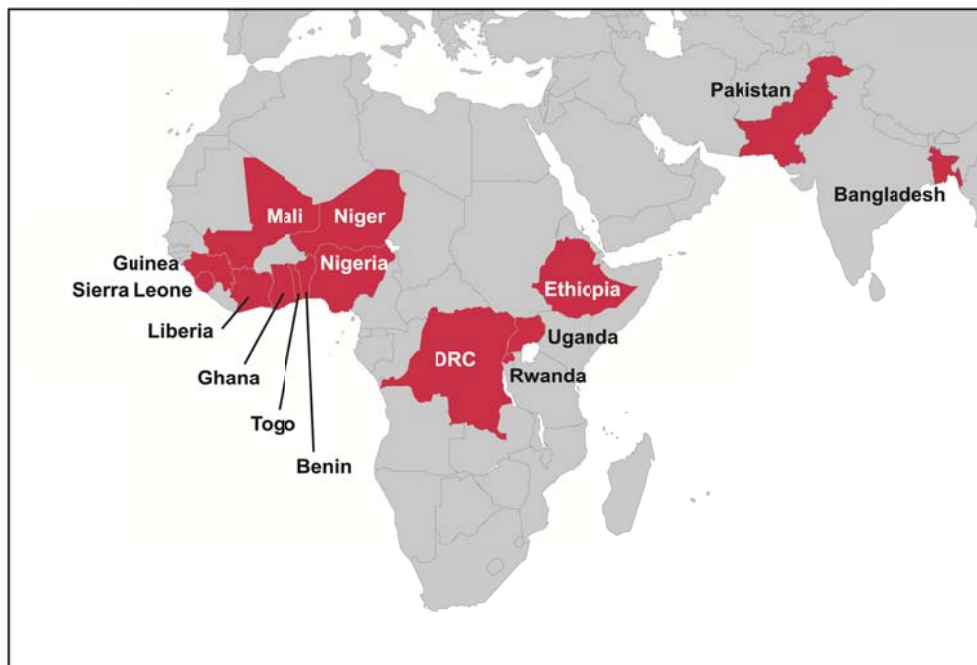 Pakistan
Bangladesh
Mali
Niger
Guinea
Nigeria
Sierra Leone
Ethiopia
Liberia
Uganda
DRC
Ghana
Rwanda
Togo
Benin